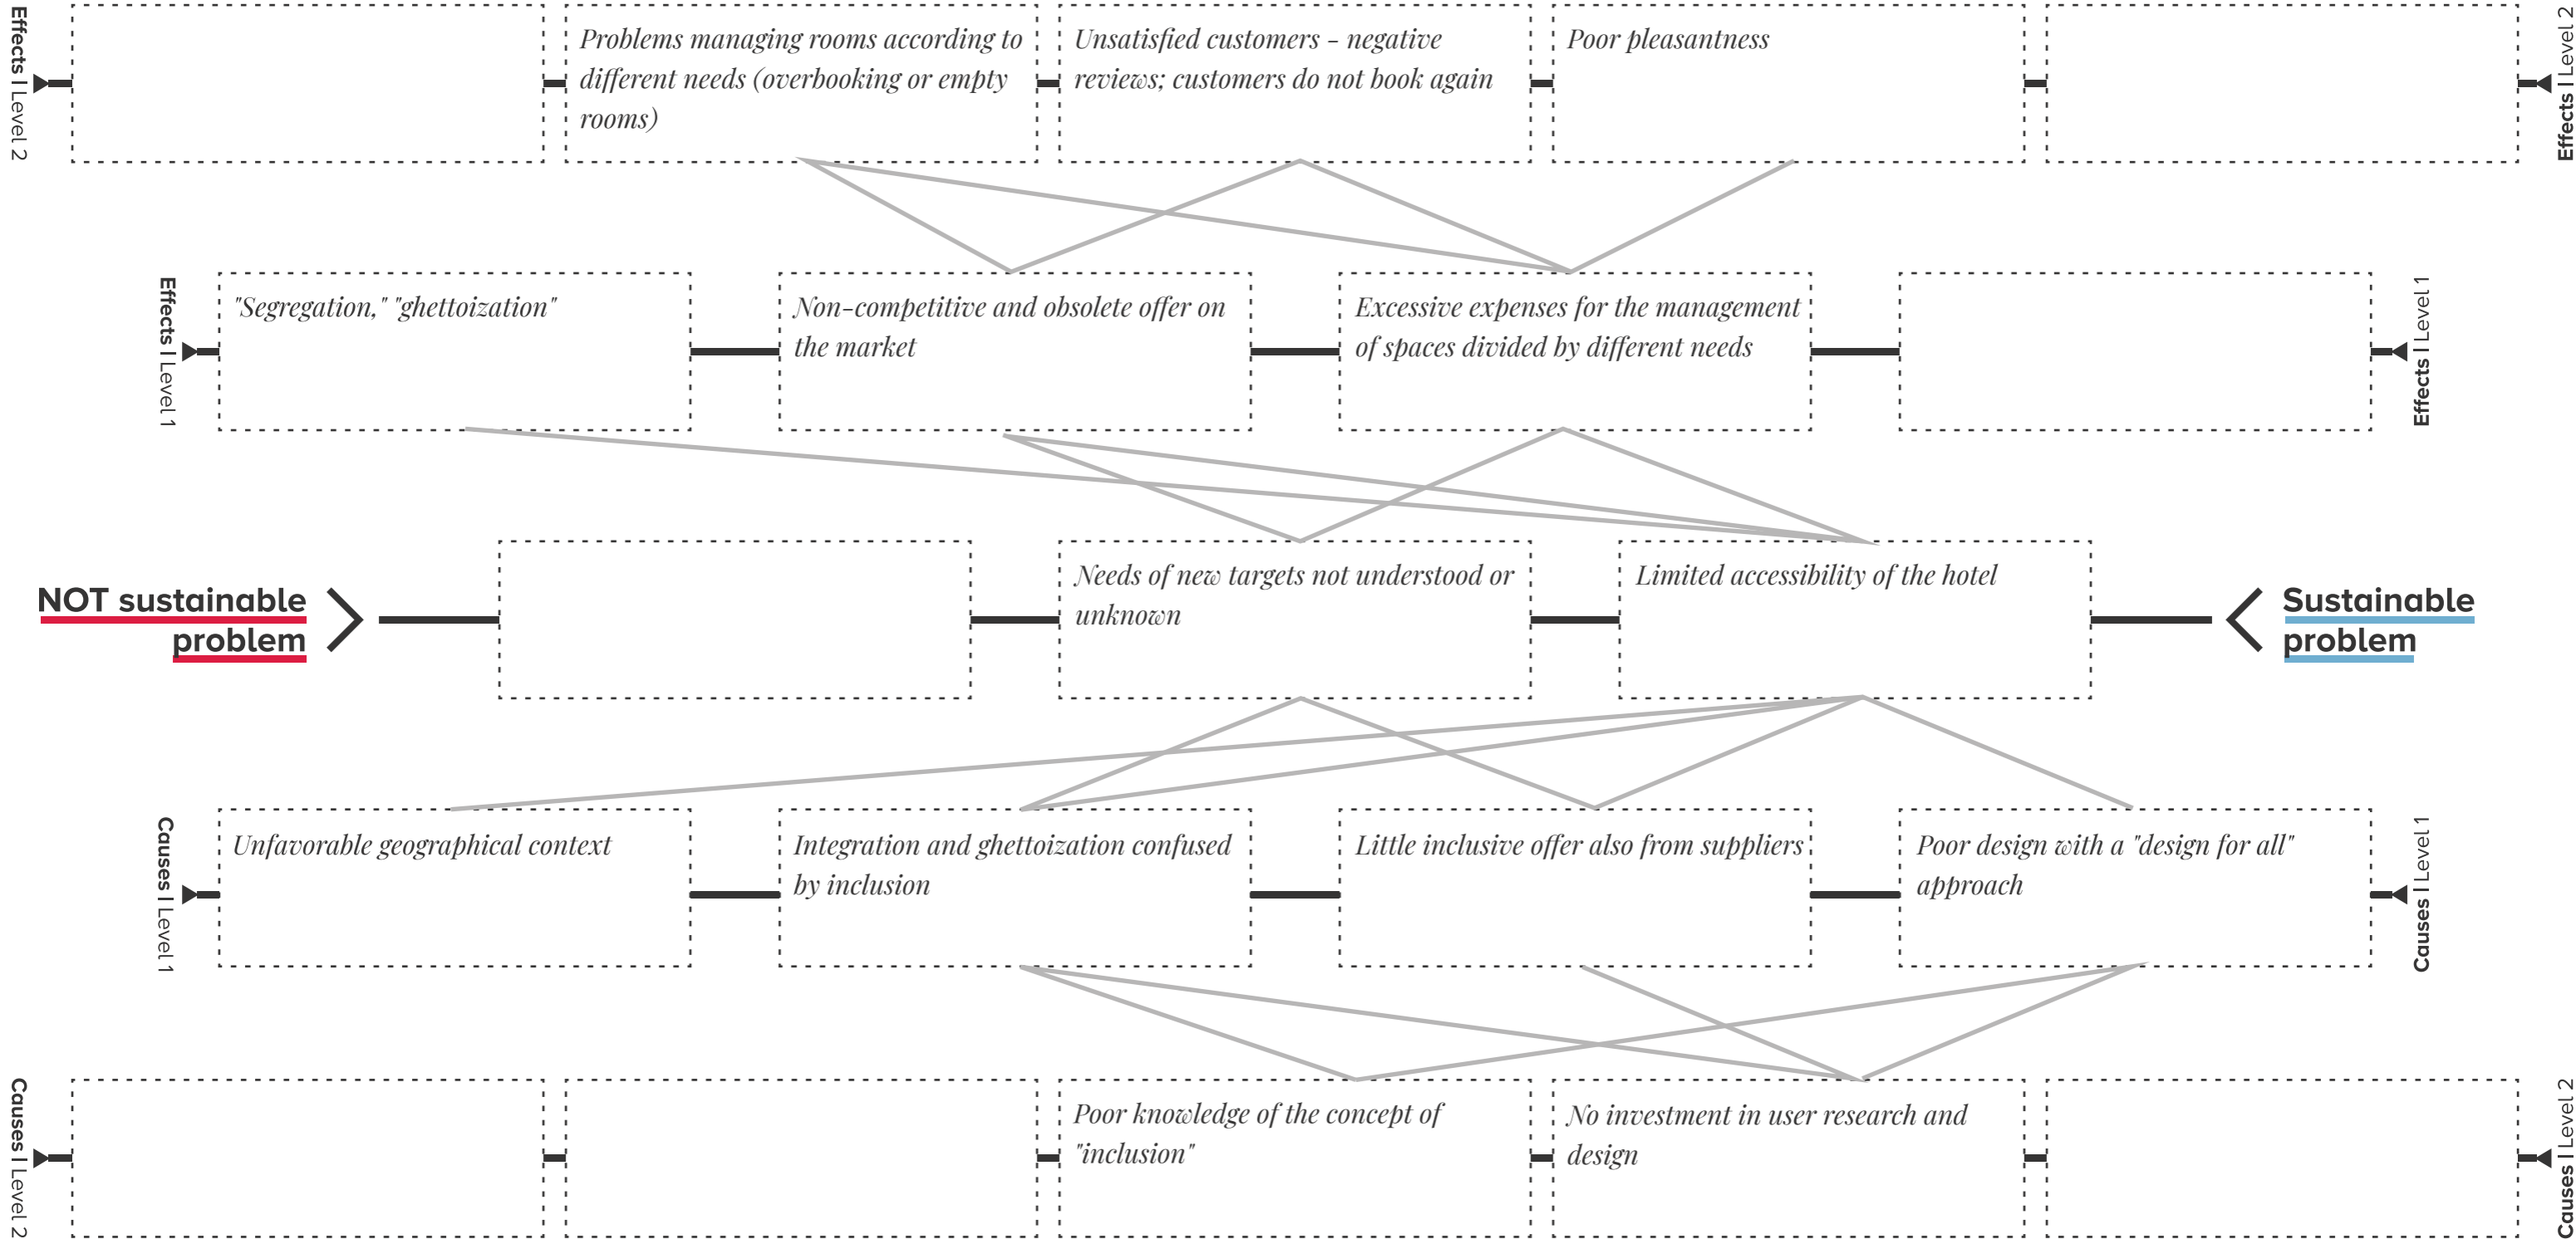 Effects | Level 2
Problems managing rooms according to
different needs (overbooking or empty
rooms)
Unsatisfied customers - negative
reviews; customers do not book again
Poor pleasantness
Effects | Level 2
Effects | Level 1
"Segregation," "ghettoization"
Non-competitive and obsolete offer on
the market
Excessive expenses for the management
of spaces divided by different needs
Effects | Level 1
NOT sustainable
problem
Needs of new targets not understood or
unknown
Limited accessibility of the hotel
Sustainable
problem
Causes | Level 1
Unfavorable geographical context
Integration and ghettoization confused
by inclusion
Little inclusive offer also from suppliers
Poor design with a "design for all"
approach
Causes | Level 1
Causes | Level 2
Poor knowledge of the concept of
"inclusion"
No investment in user research and
design
Causes | Level 2